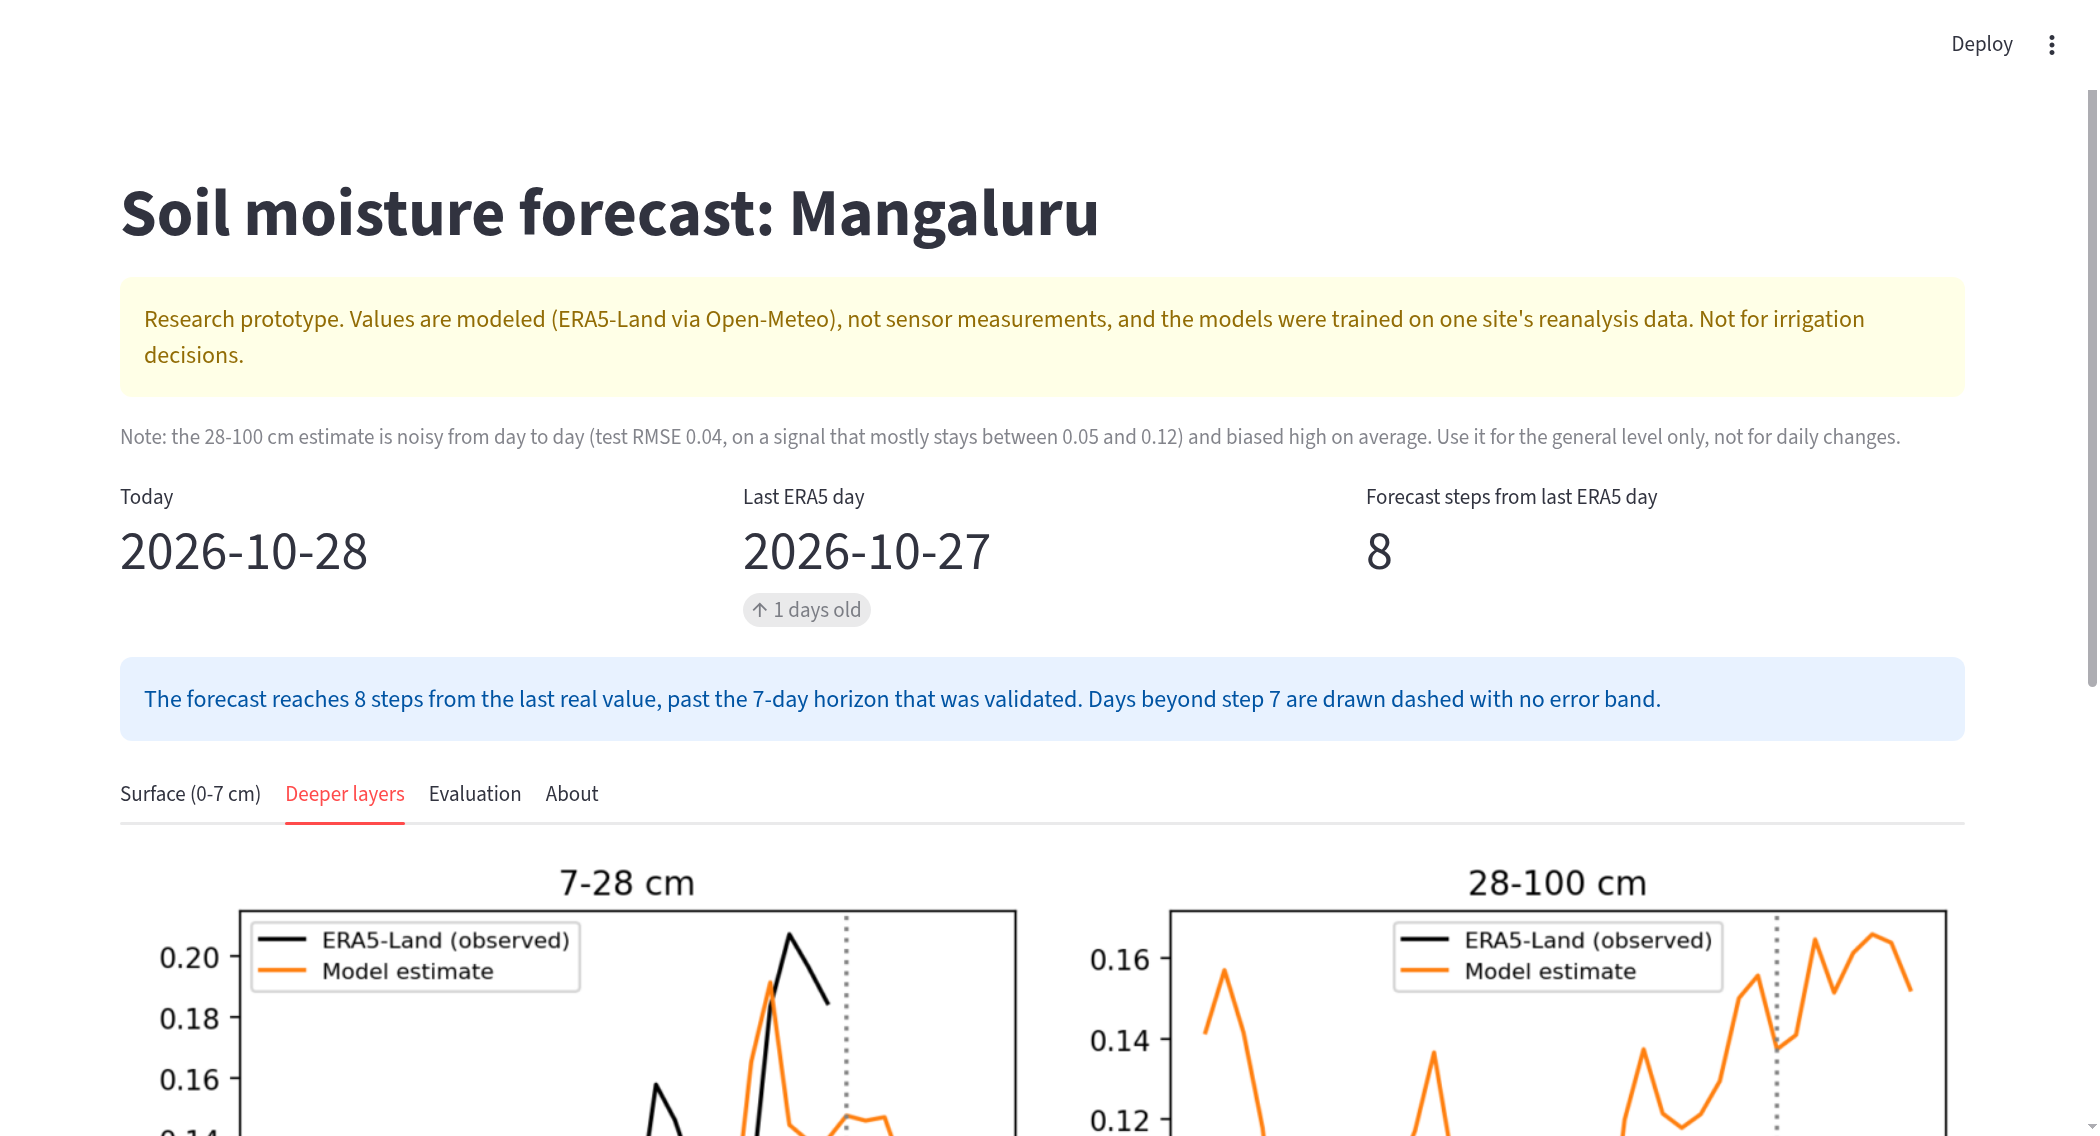 Deploy
Soil moisture forecast: Mangaluru
Research prototype. Values are modeled (ERA5-Land via Open-Meteo), not sensor measurements, and the models were trained on one site's reanalysis data. Not for irrigation
decisions.
Note: the 28-100 cm estimate is noisy from day to day (test RMSE 0.04, on a signal that mostly stays between 0.05 and 0.12) and biased high on average. Use it for the general level only, not for daily changes.
Today
2026-10-28
Last ERA5 day
2026-10-27
↑ 1 days old
Forecast steps from last ERA5 day
8
The forecast reaches 8 steps from the last real value, past the 7-day horizon that was validated. Days beyond step 7 are drawn dashed with no error band.
Surface (0-7 cm) Deeper layers Evaluation About
7-28 cm
ERA5-Land (observed)
Model estimate
0.20
0.18
0.16
28-100 cm
ERA5-Land (observed)
Model estimate
0.16
0.14
0.12